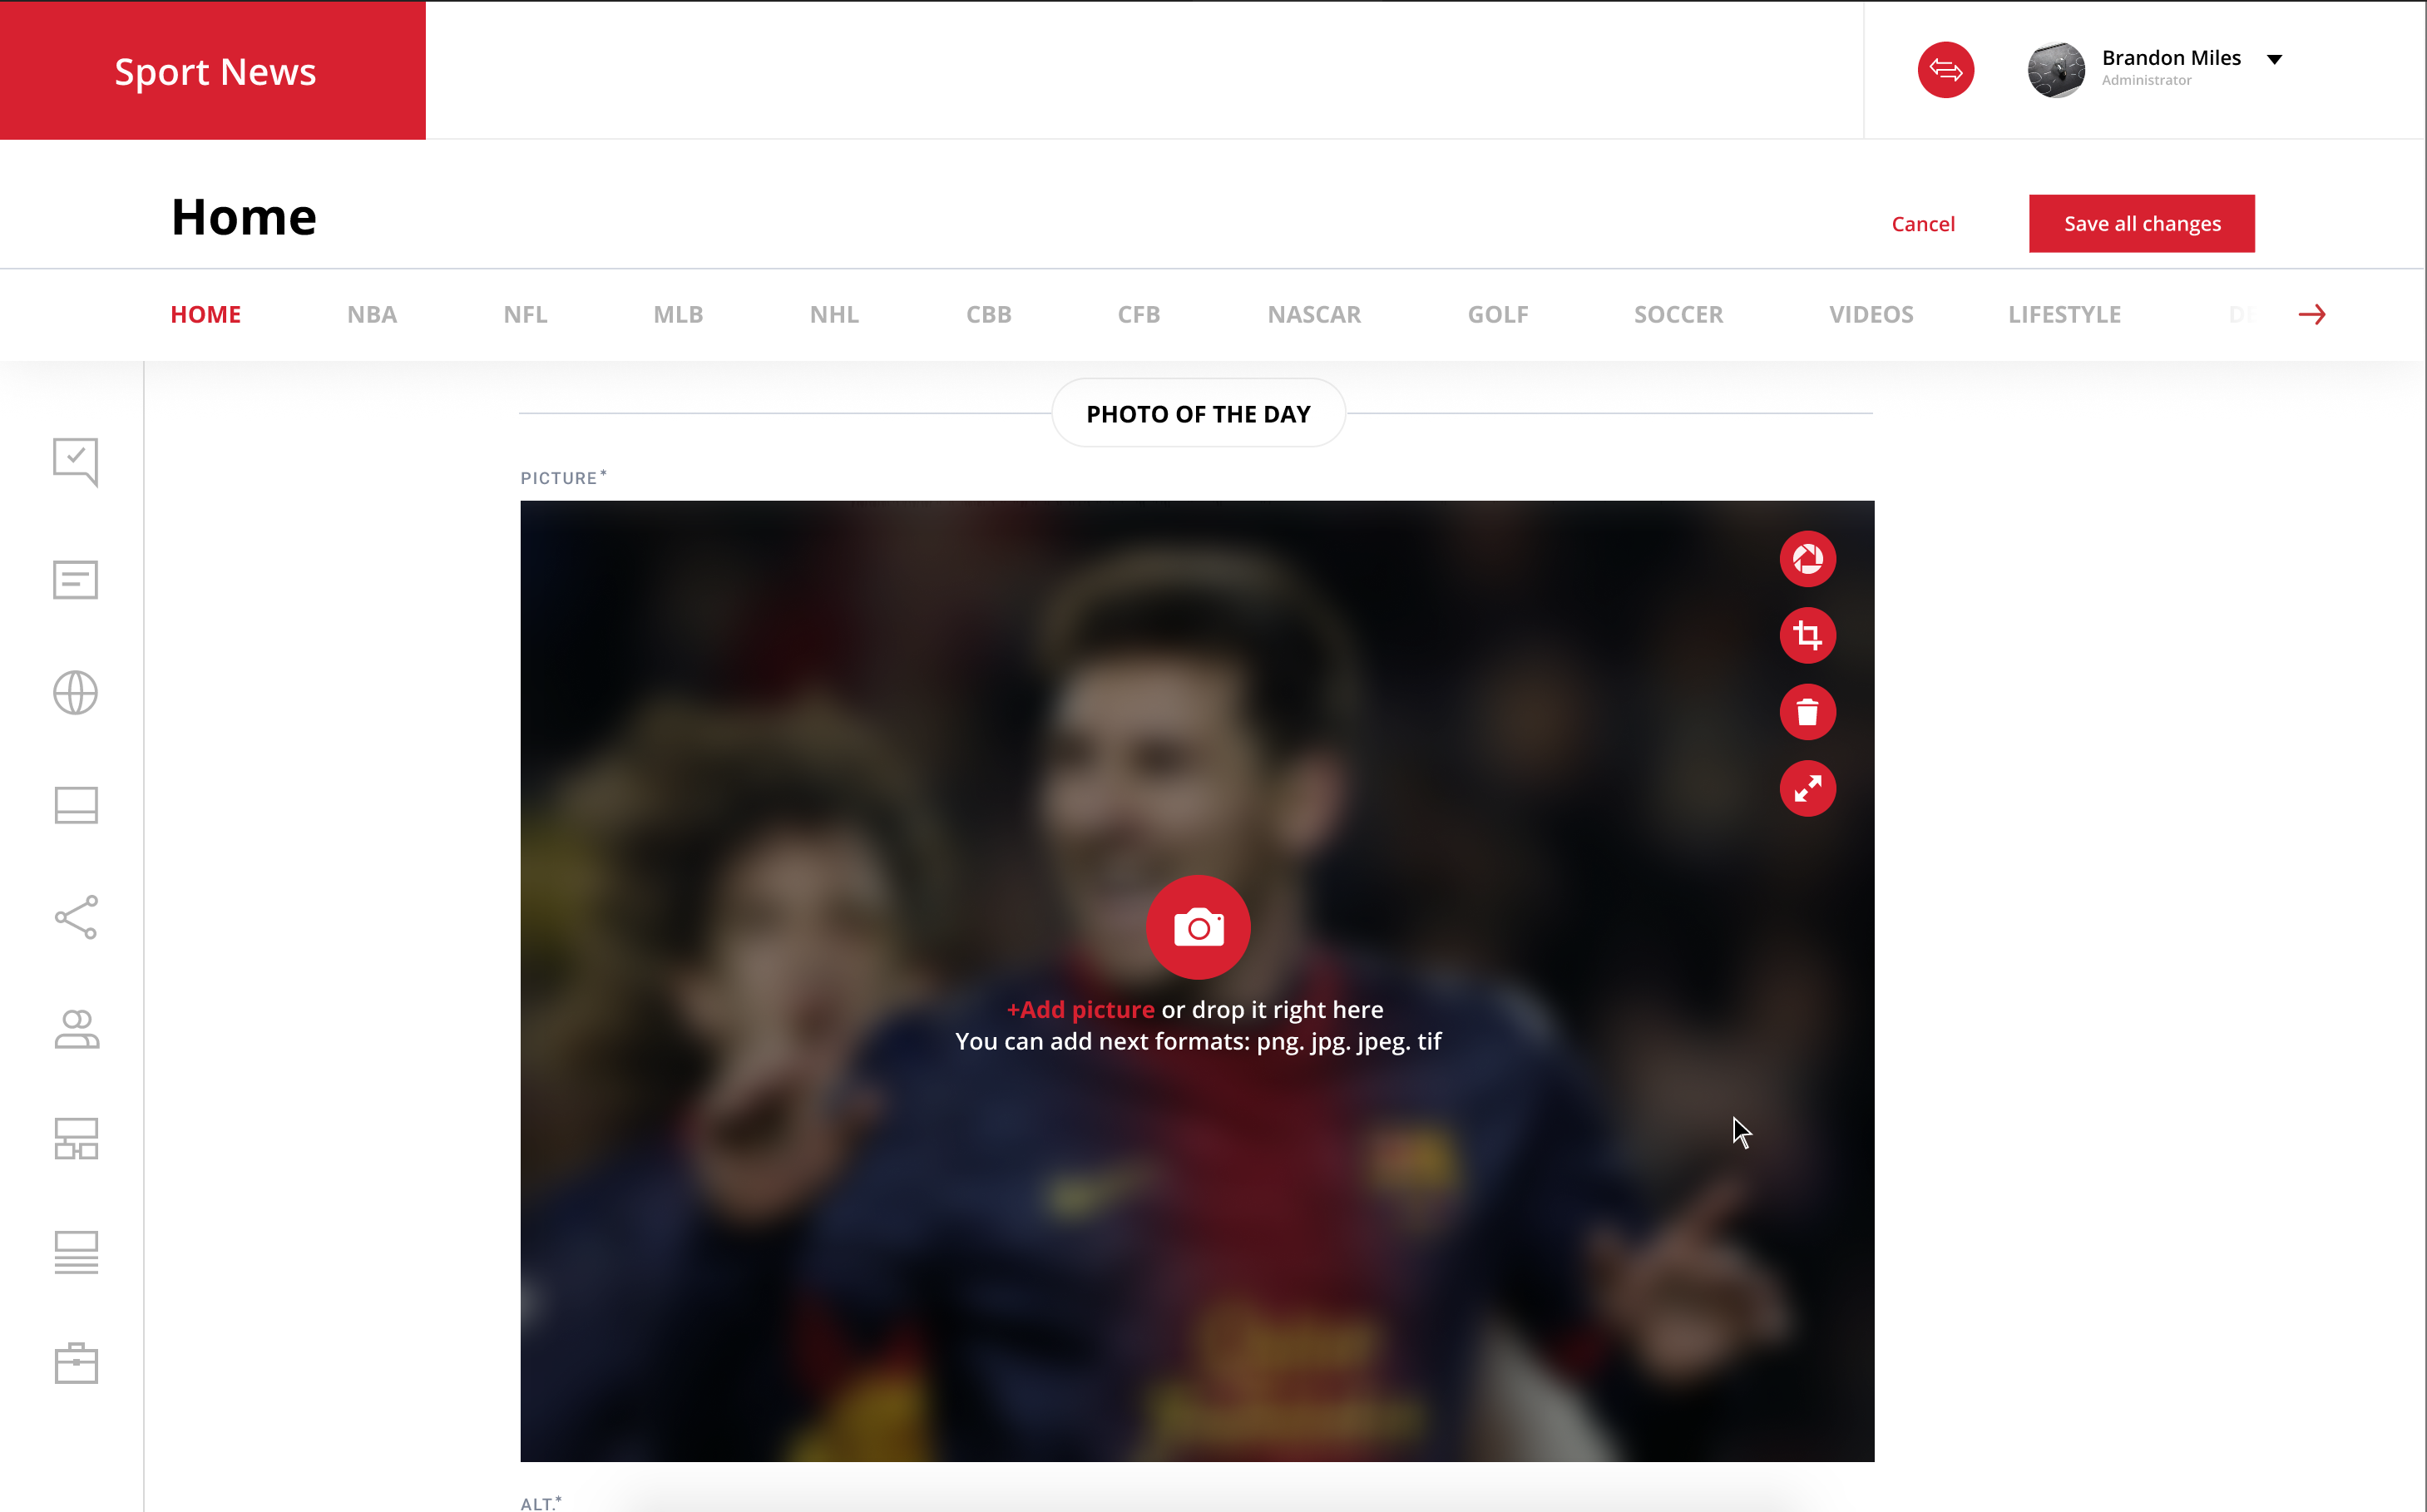 Sport News
Brandon Miles
Administrator
Home
Cancel
Save all changes
HOME NBA NFL MLB NHL CBB CFB NASCAR GOLF SOCCER VIDEOS LIFESTYLE
PHOTO OF THE DAY
PICTURE*
+Add picture or drop it right here
You can add next formats: png. jpg. jpeg. tif
ALT.*